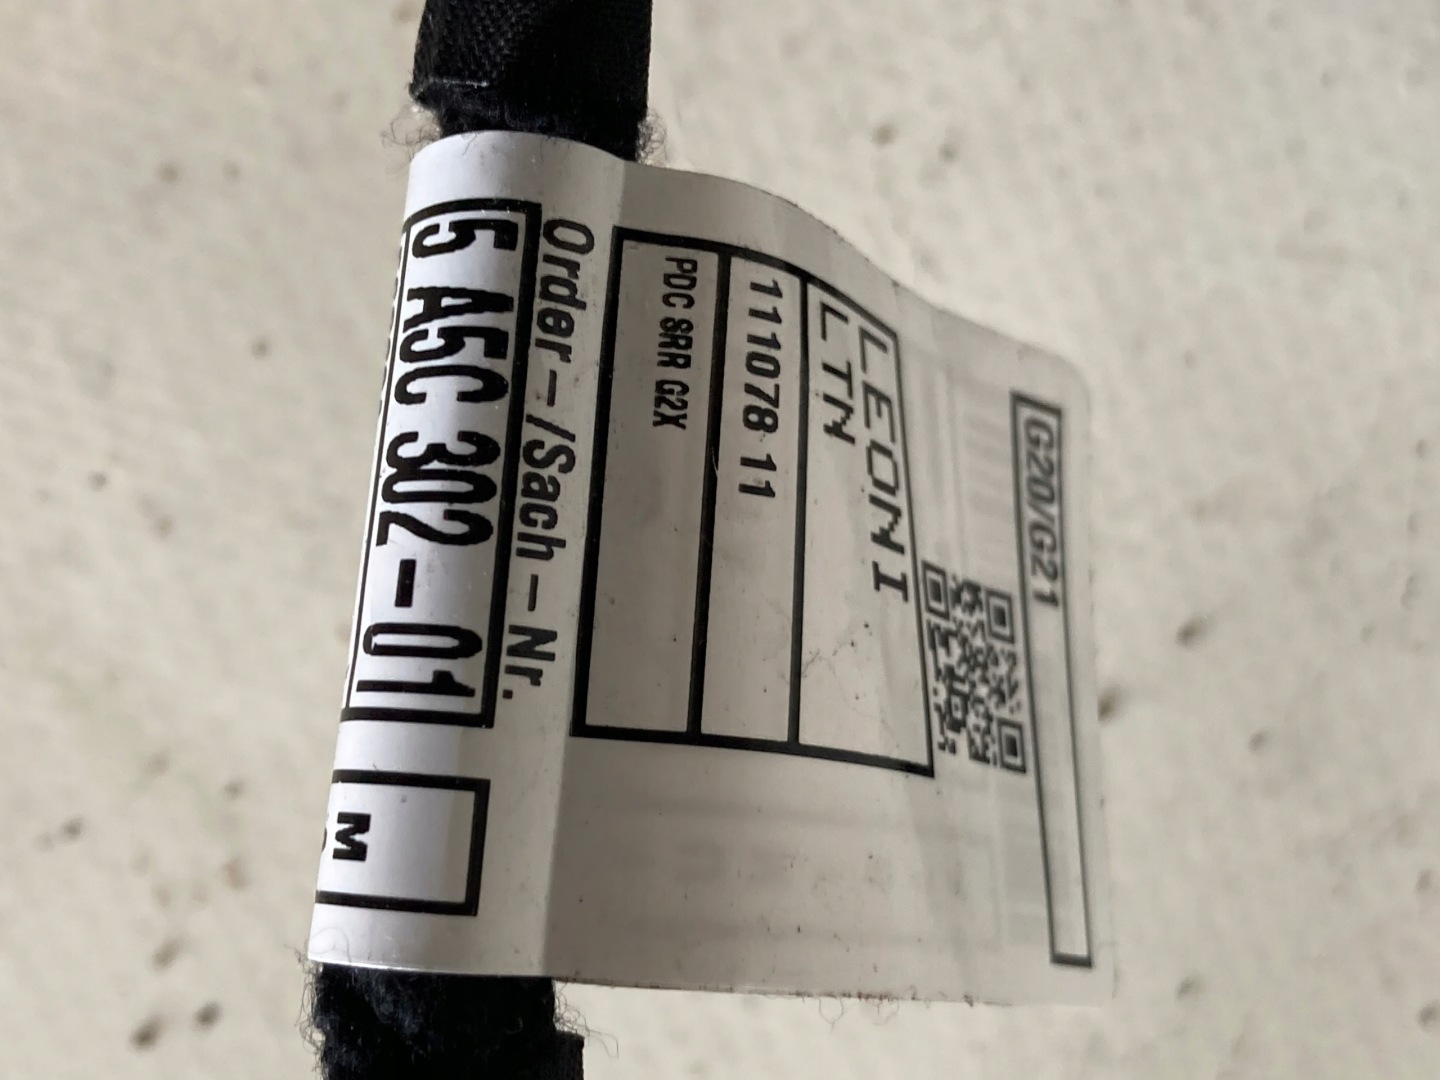 G20/G21
LEONI
LTN
111078 11
PDC SRR G2X
Order-/Sach-Nr.
5 A5C 302-01
M